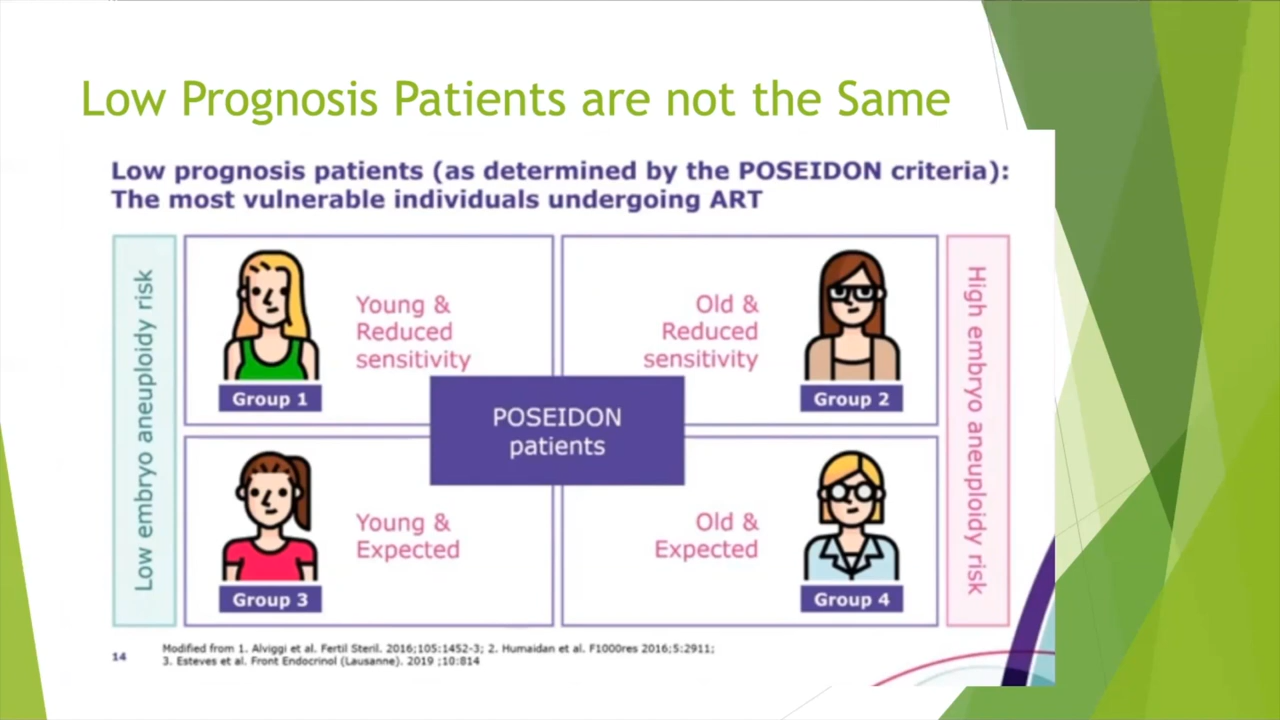 Low Prognosis Patients are not the Same
Low prognosis patients (as determined by the POSEIDON criteria):
The most vulnerable individuals undergoing ART
Low embryo aneuploidy risk
Young &
Reduced
sensitivity
Group 1
Old &
Reduced
sensitivity
Group 2
POSEIDON
patients
Young &
Expected
Group 3
Old &
Expected
Group 4
High embryo aneuploidy risk
14
Modified from 1. Alviggi et al. Fertil Steril. 2016;105:1452-3; 2. Humaidan et al. F1000res 2016;5:2911;
3. Esteves et al. Front Endocrinol (Lausanne). 2019 ;10:814